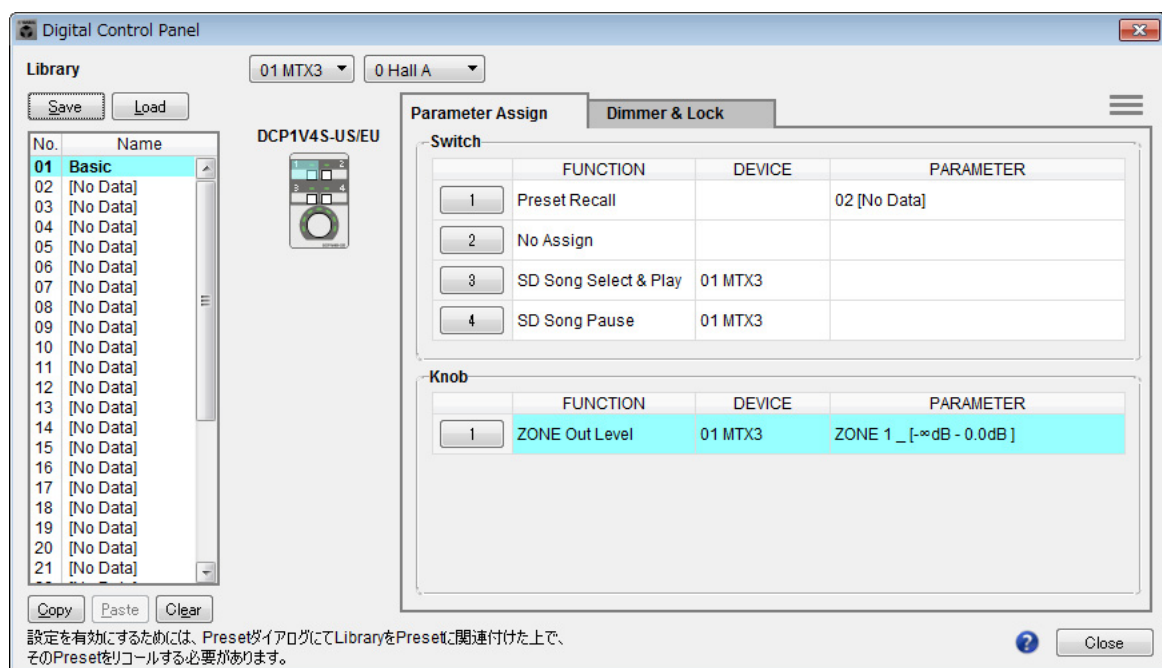 Digital Control Panel
Library
01 MTX3
0 Hall A
Save
Load
Parameter Assign
Dimmer & Lock
DCP1V4S-US/EU
No. Name
01 Basic
02 [No Data]
03 [No Data]
04 [No Data]
05 [No Data]
06 [No Data]
07 [No Data]
08 [No Data]
09 [No Data]
10 [No Data]
11 [No Data]
12 [No Data]
13 [No Data]
14 [No Data]
15 [No Data]
16 [No Data]
17 [No Data]
18 [No Data]
19 [No Data]
20 [No Data]
21 [No Data]
1 2
3 4
Switch
FUNCTION DEVICE PARAMETER
1 Preset Recall 02 [No Data]
2 No Assign
3 SD Song Select & Play 01 MTX3
4 SD Song Pause 01 MTX3
Knob
FUNCTION DEVICE PARAMETER
1 ZONE Out Level 01 MTX3 ZONE 1 _ [-∞dB - 0.0dB ]
Copy
Paste
Clear
設定を有効にするためには、PresetダイアログにてLibraryをPresetに関連付けた上で、
そのPresetをリコールする必要があります。
?
Close